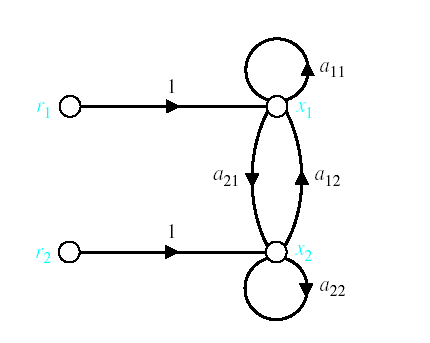 a₁₁
1
r₁ x₁
a₂₁ a₁₂
1
r₂ x₂
a₂₂